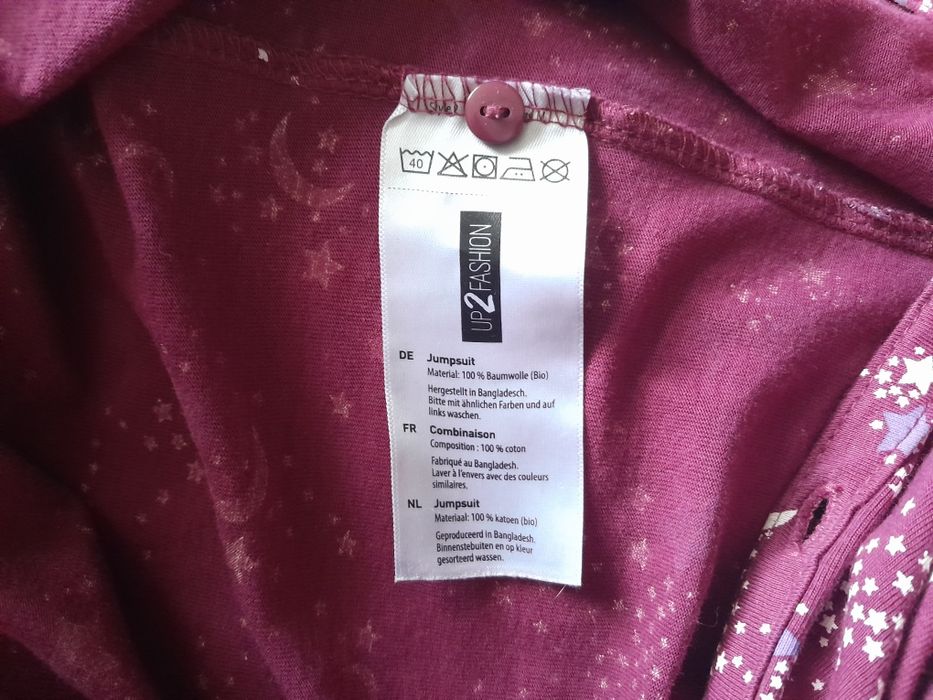 40
UP2FASHION
DE Jumpsuit
Material: 100 % Baumwolle (Bio)
Hergestellt in Bangladesch.
Bitte mit ähnlichen Farben und auf
links waschen.
FR Combinaison
Composition : 100 % coton
Fabriqué au Bangladesh.
Laver à l'envers avec des couleurs
similaires.
NL Jumpsuit
Materiaal: 100 % katoen (bio)
Geproduceerd in Bangladesh.
Binnenstebuiten en op kleur
gesorteerd wassen.